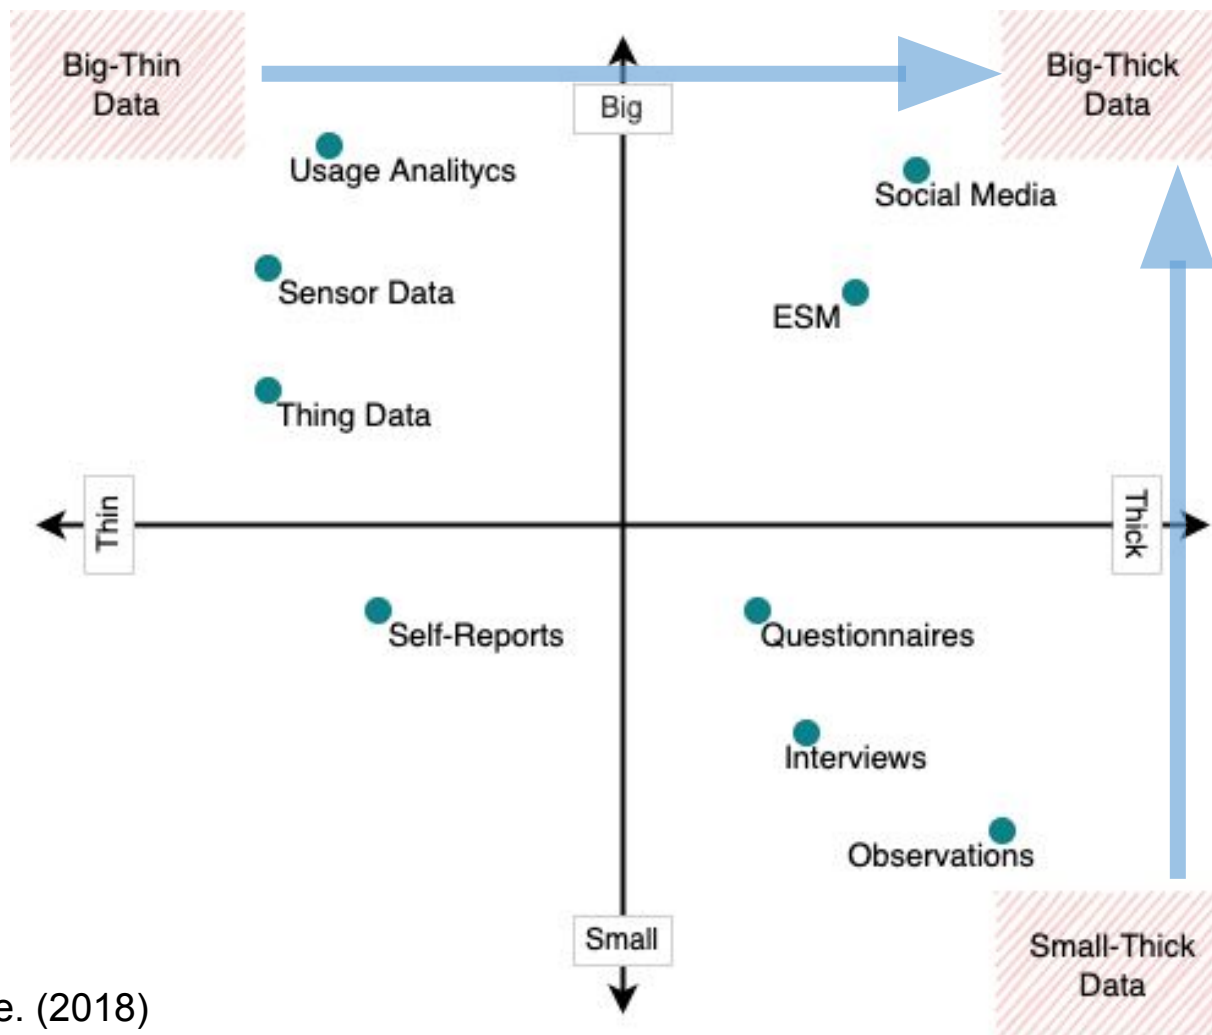 Big-Thin
Data
Big-Thick
Data
Big
Usage Analitycs
Social Media
Sensor Data
ESM
Thing Data
Thin
Thick
Self-Reports
Questionnaires
Interviews
Observations
Small
Small-Thick
Data
e. (2018)